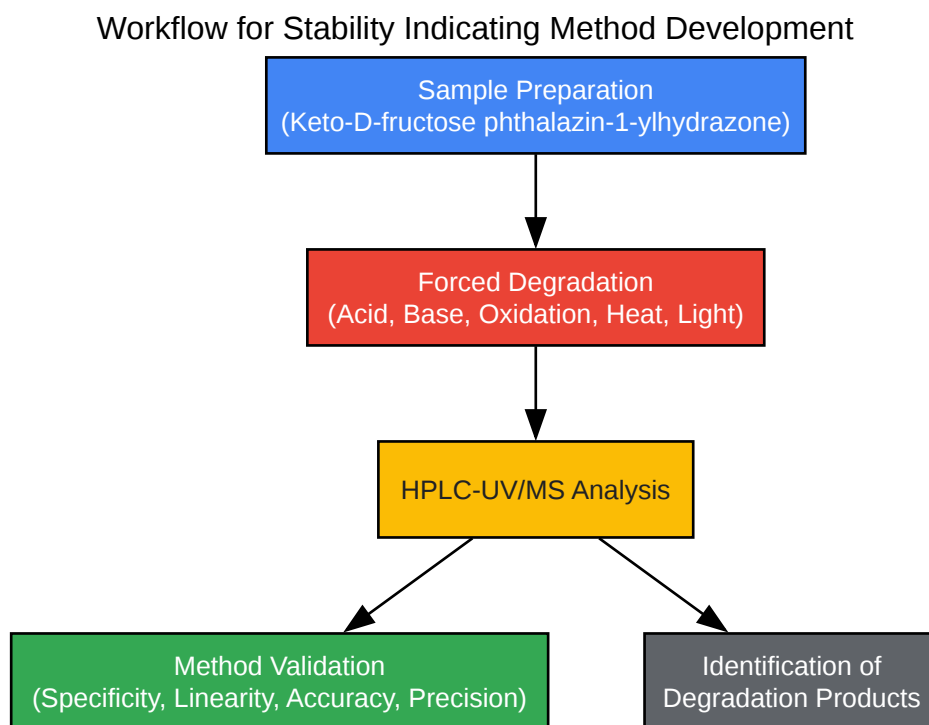 Workflow for Stability Indicating Method Development
Sample Preparation
(Keto-D-fructose phthalazin-1-ylhydrazone)
Forced Degradation
(Acid, Base, Oxidation, Heat, Light)
HPLC-UV/MS Analysis
Method Validation
(Specificity, Linearity, Accuracy, Precision)
Identification of
Degradation Products